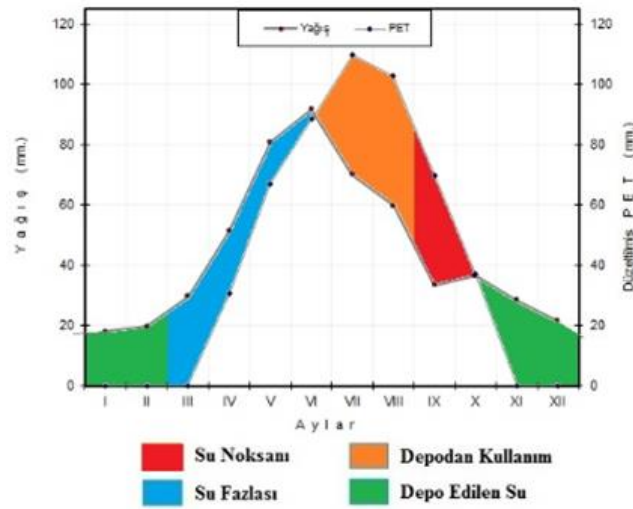 Yağış PET
120 120
100 100
80 80
60 60
40 40
20 20
0 0
Yağış (mm.)
Düzeltilmiş PET (mm.)
I II III IV V VI VII VIII IX X XI XII
Aylar
Su Noksanı Depodan Kullanım
Su Fazlası Depo Edilen Su